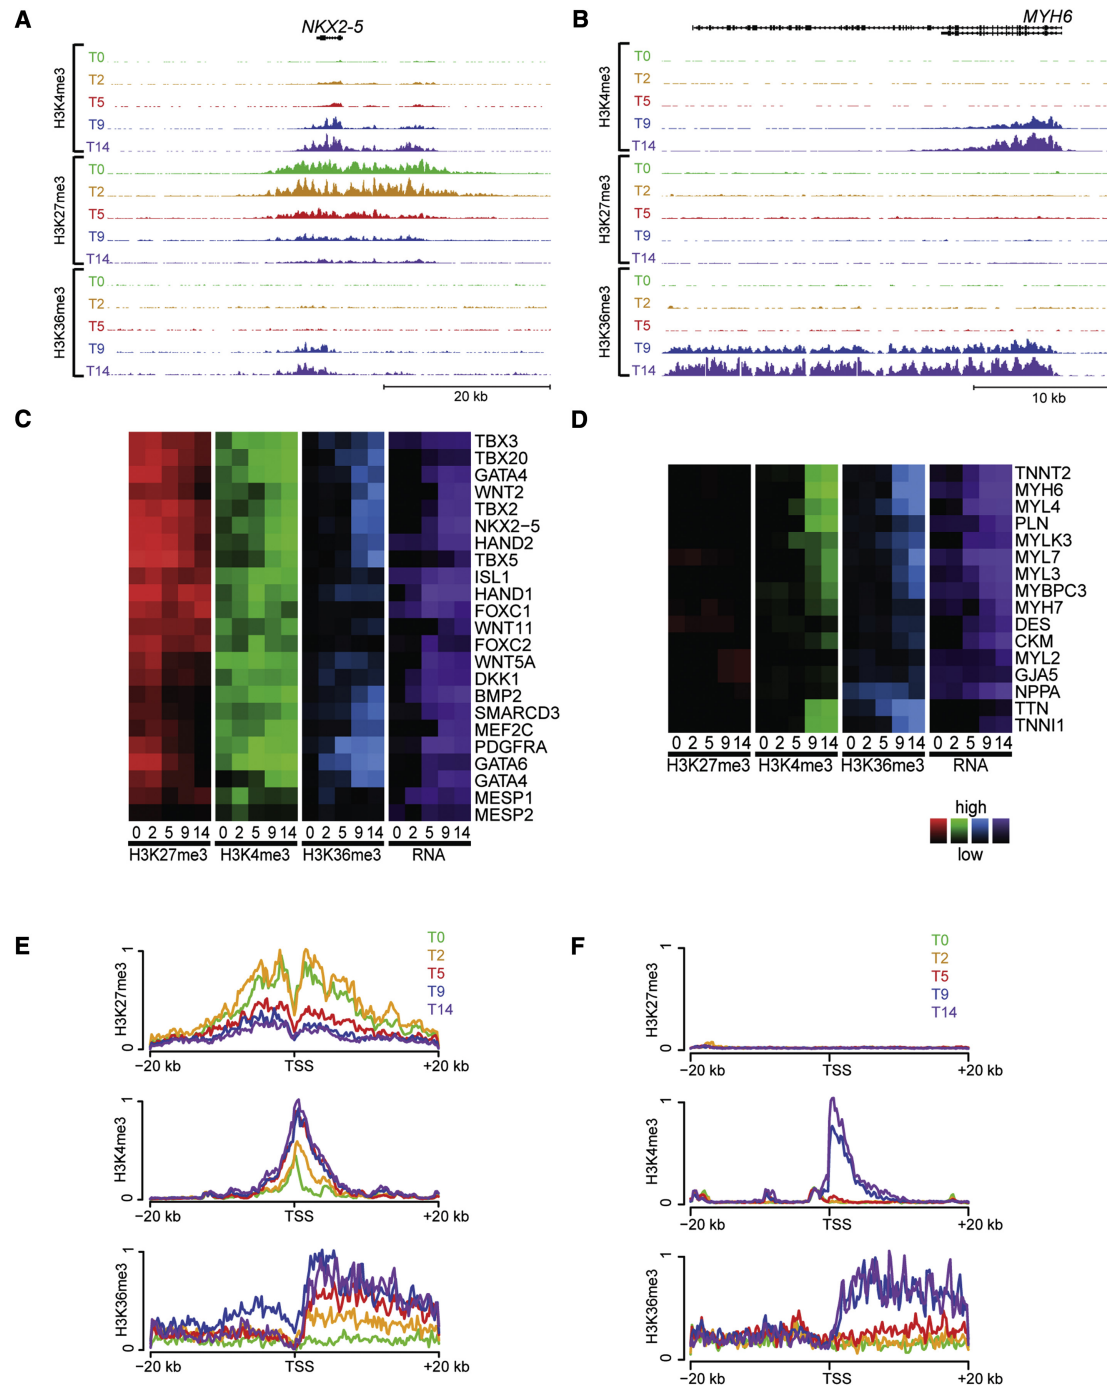 A
NKX2-5
H3K4me3
T0
T2
T5
T9
T14
H3K27me3
T0
T2
T5
T9
T14
H3K36me3
T0
T2
T5
T9
T14
20 kb
B
MYH6
H3K4me3
T0
T2
T5
T9
T14
H3K27me3
T0
T2
T5
T9
T14
H3K36me3
T0
T2
T5
T9
T14
10 kb
C
TBX3
TBX20
GATA4
WNT2
TBX2
NKX2−5
HAND2
TBX5
ISL1
HAND1
FOXC1
WNT11
FOXC2
WNT5A
DKK1
BMP2
SMARCD3
MEF2C
PDGFRA
GATA6
GATA4
MESP1
MESP2
0 2 5 9 14 0 2 5 9 14 0 2 5 9 14 0 2 5 9 14
H3K27me3 H3K4me3 H3K36me3 RNA
D
TNNT2
MYH6
MYL4
PLN
MYLK3
MYL7
MYL3
MYBPC3
MYH7
DES
CKM
MYL2
GJA5
NPPA
TTN
TNNI1
0 2 5 9 14 0 2 5 9 14 0 2 5 9 14 0 2 5 9 14
H3K27me3 H3K4me3 H3K36me3 RNA
high
low
E
T0
T2
T5
T9
T14
H3K27me3
1
0
−20 kb TSS +20 kb
H3K4me3
1
0
−20 kb TSS +20 kb
H3K36me3
1
0
−20 kb TSS +20 kb
F
T0
T2
T5
T9
T14
H3K27me3
1
0
−20 kb TSS +20 kb
H3K4me3
1
0
−20 kb TSS +20 kb
H3K36me3
1
0
−20 kb TSS +20 kb